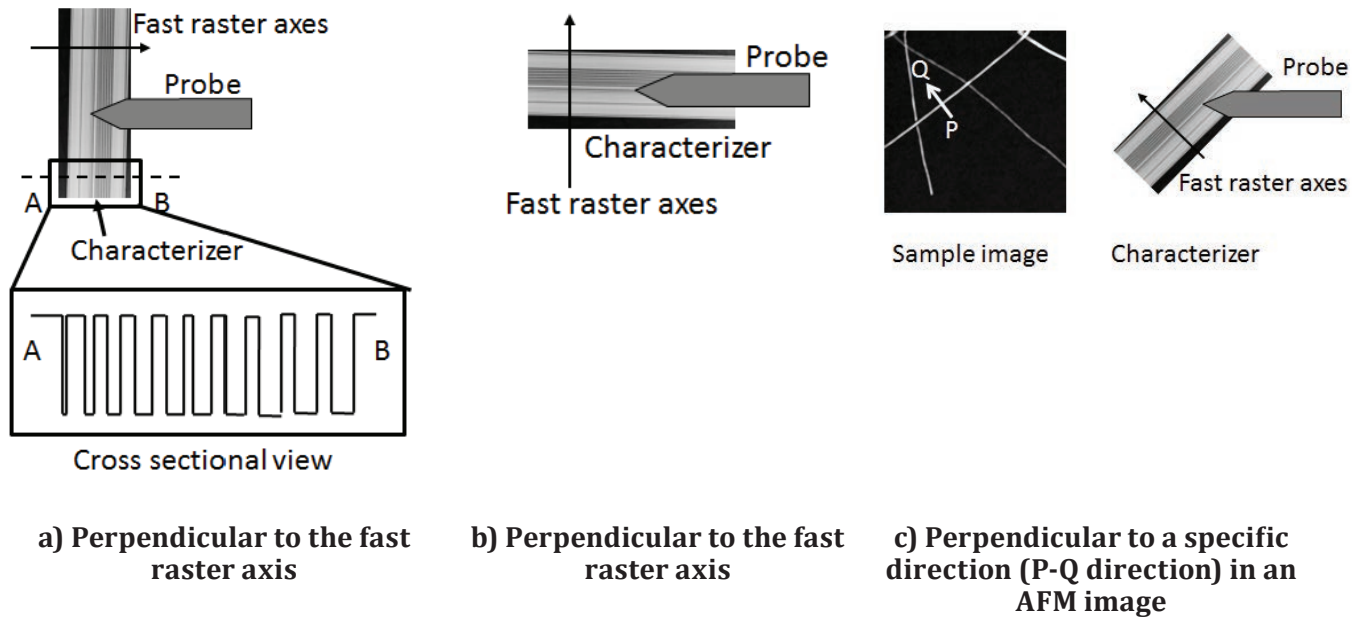 Fast raster axes
Probe
A
B
Characterizer
A
B
Cross sectional view
a) Perpendicular to the fast
raster axis
Probe
Characterizer
Fast raster axes
b) Perpendicular to the fast
raster axis
Q
P
Sample image
Probe
Fast raster axes
Characterizer
c) Perpendicular to a specific
direction (P-Q direction) in an
AFM image